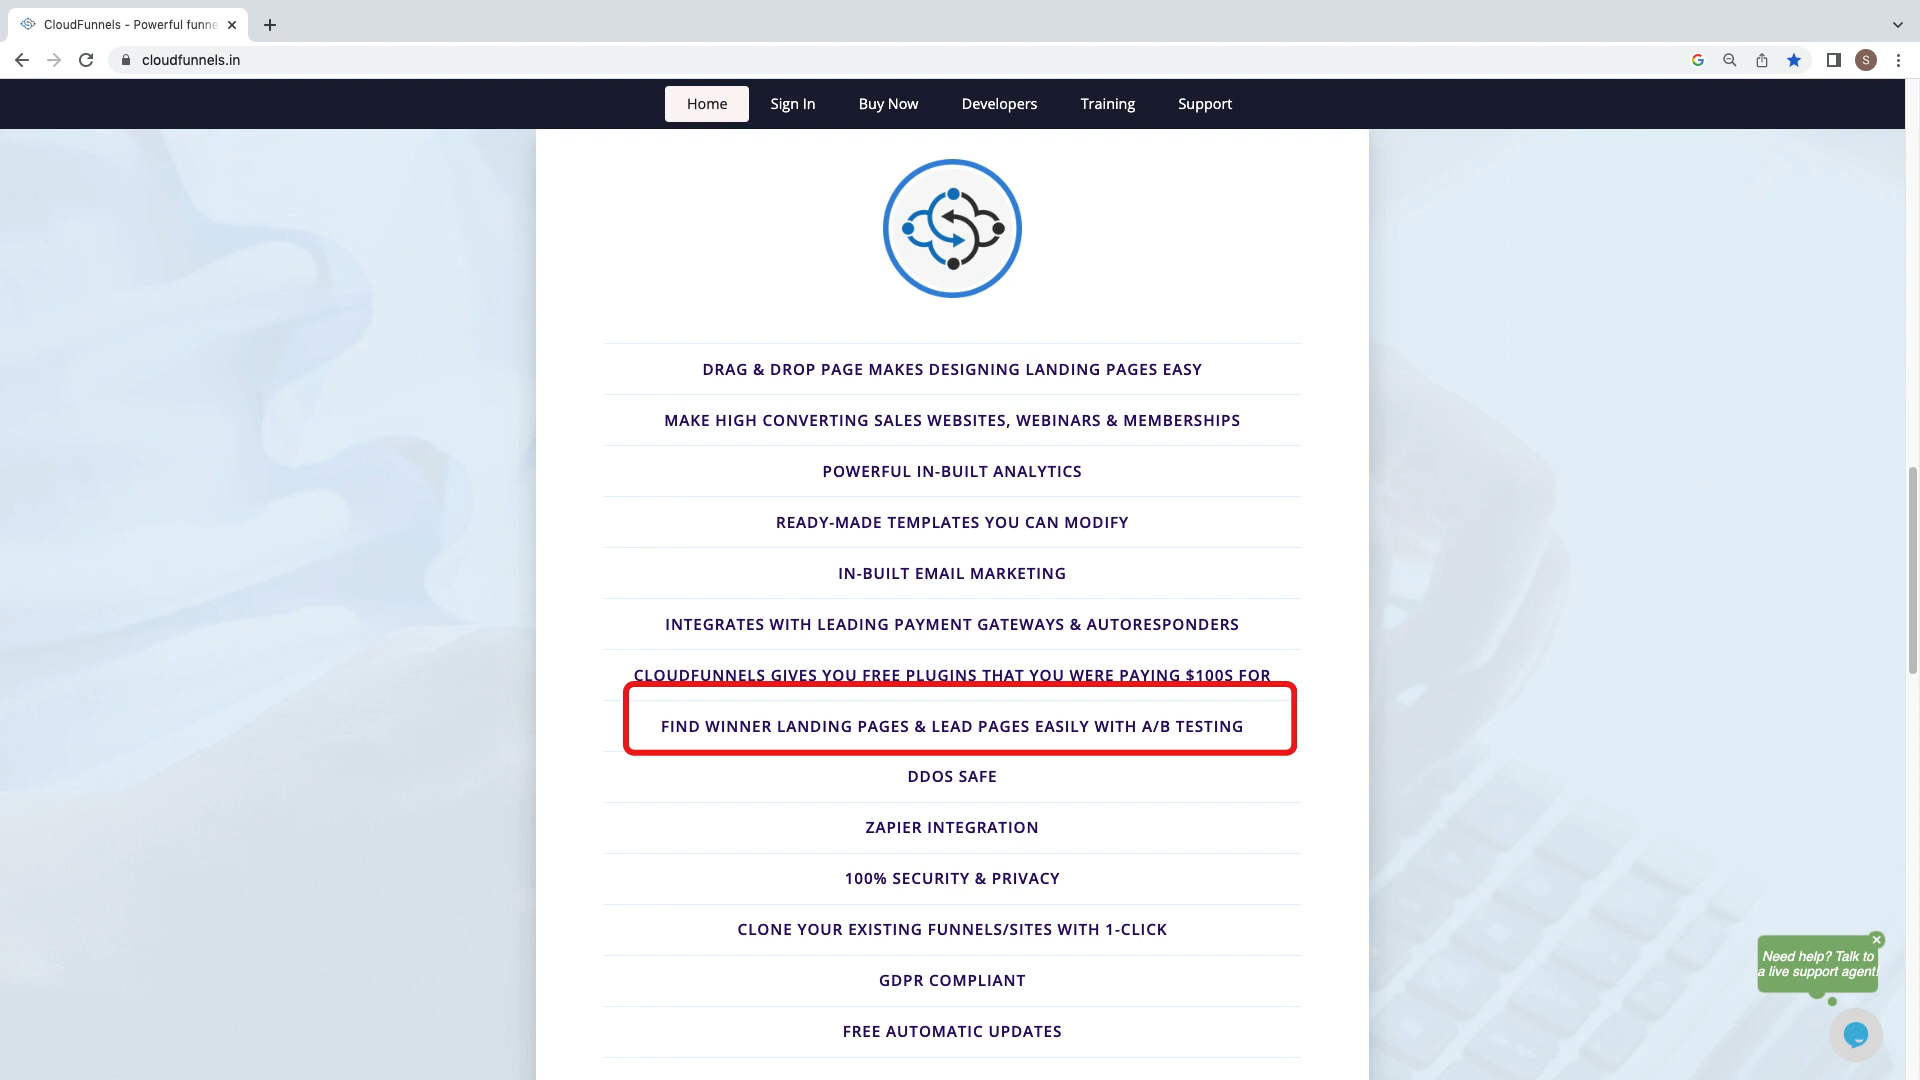 CloudFunnels - Powerful funne
cloudfunnels.in
S
Home
Sign In
Buy Now
Developers
Training
Support
DRAG & DROP PAGE MAKES DESIGNING LANDING PAGES EASY
MAKE HIGH CONVERTING SALES WEBSITES, WEBINARS & MEMBERSHIPS
POWERFUL IN-BUILT ANALYTICS
READY-MADE TEMPLATES YOU CAN MODIFY
IN-BUILT EMAIL MARKETING
INTEGRATES WITH LEADING PAYMENT GATEWAYS & AUTORESPONDERS
CLOUDFUNNELS GIVES YOU FREE PLUGINS THAT YOU WERE PAYING $100S FOR
FIND WINNER LANDING PAGES & LEAD PAGES EASILY WITH A/B TESTING
DDOS SAFE
ZAPIER INTEGRATION
100% SECURITY & PRIVACY
CLONE YOUR EXISTING FUNNELS/SITES WITH 1-CLICK
GDPR COMPLIANT
FREE AUTOMATIC UPDATES
Need help? Talk to
a live support agent!